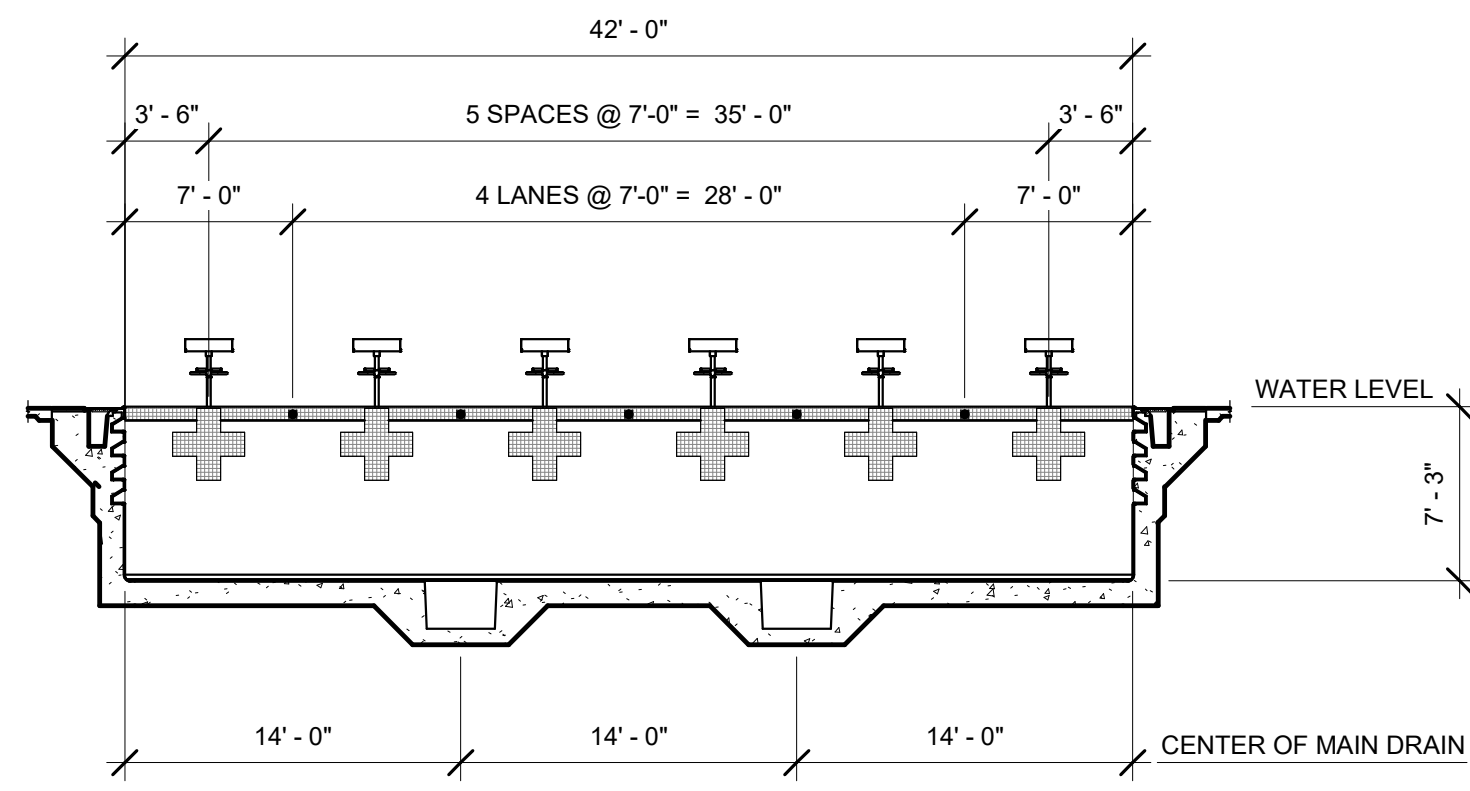 42' - 0"
3' - 6" 5 SPACES @ 7'-0" = 35' - 0" 3' - 6"
7' - 0" 4 LANES @ 7'-0" = 28' - 0" 7' - 0"
WATER LEVEL
7' - 3"
14' - 0" 14' - 0" 14' - 0"
CENTER OF MAIN DRAIN